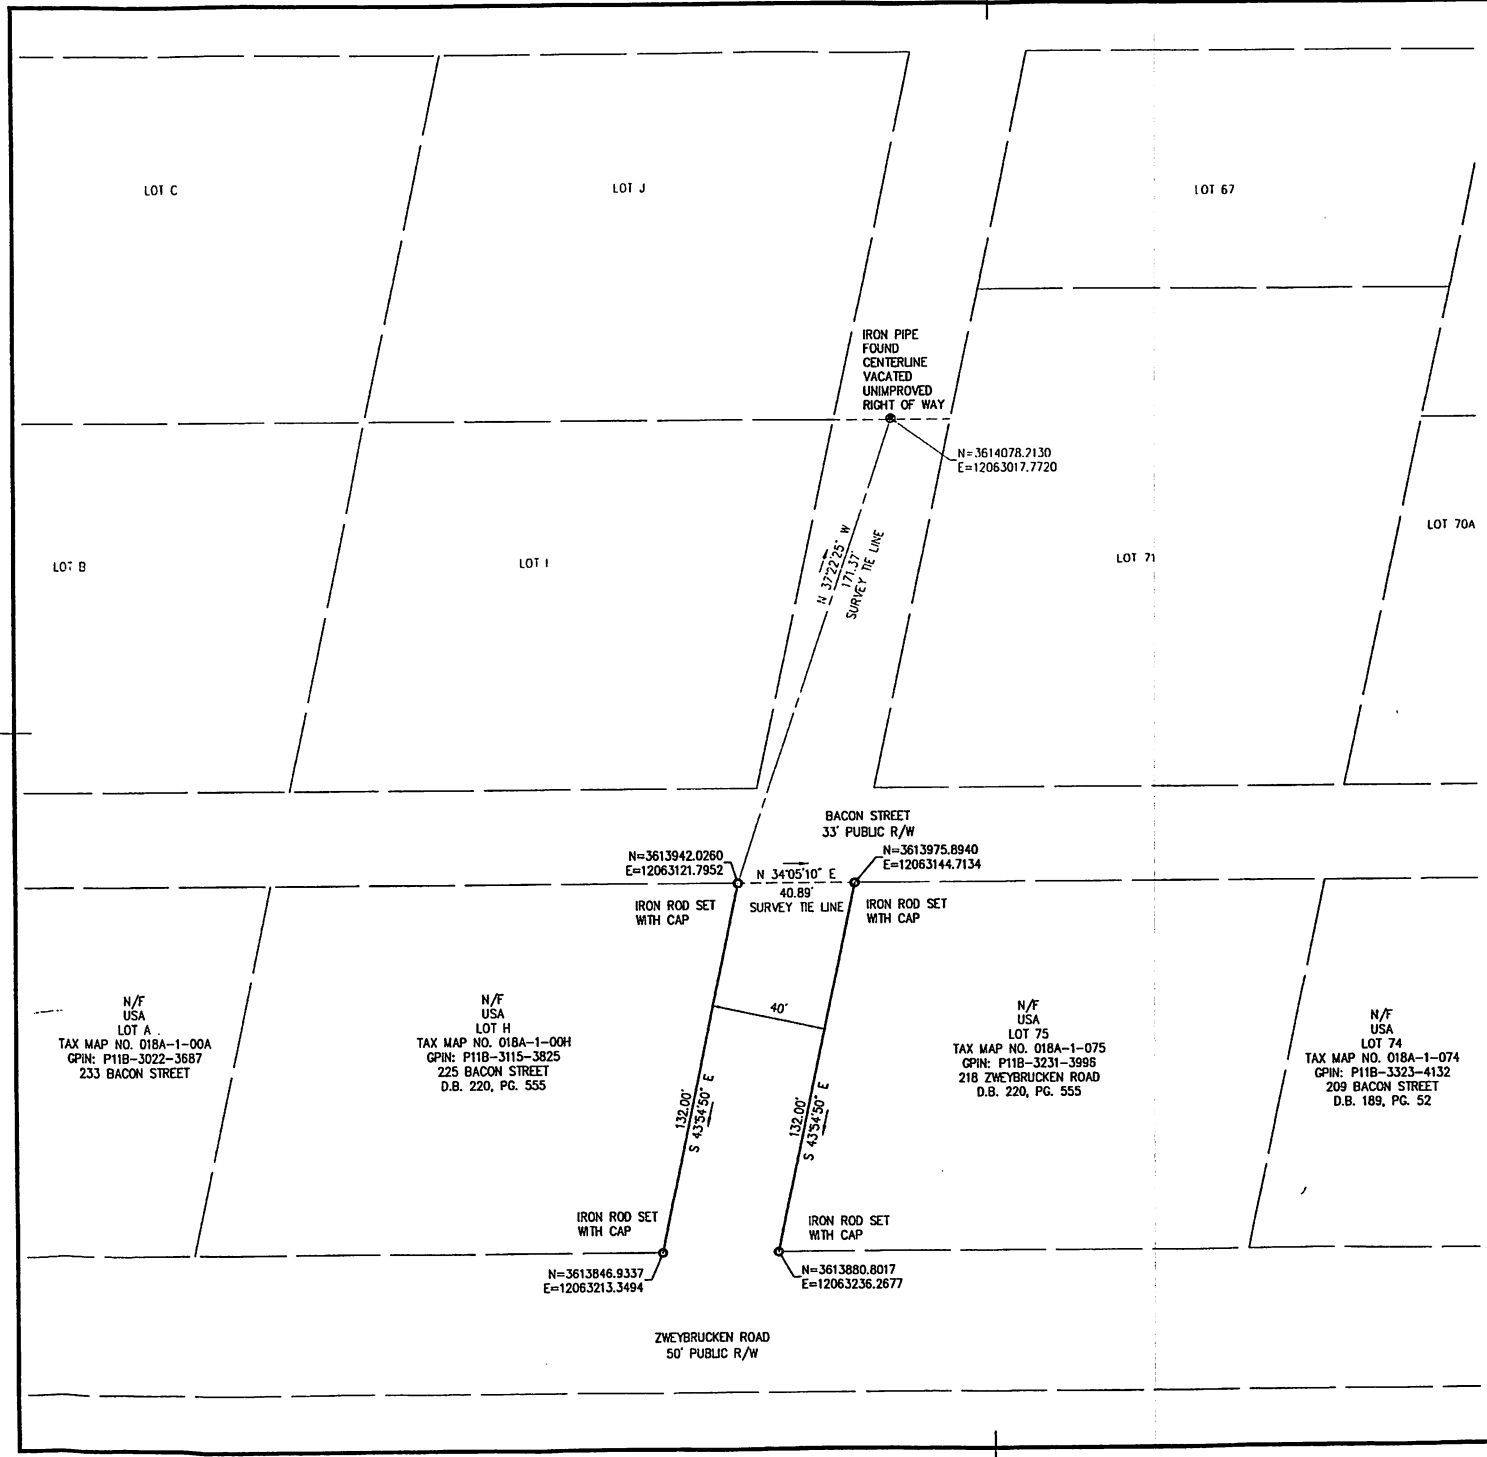 LOT C
LOT J
LOT 67
IRON PIPE
FOUND
CENTERLINE
VACATED
UNIMPROVED
RIGHT OF WAY
N=3614078.2130
E=12063017.7720
N 37°22'25" W
171.37'
SURVEY TIE LINE
LOT B
LOT I
LOT 71
LOT 70A
BACON STREET
33' PUBLIC R/W
N=3613942.0260
E=12063121.7952
N=3613975.8940
E=12063144.7134
N 34°05'10" E
40.89'
SURVEY TIE LINE
IRON ROD SET
WITH CAP
IRON ROD SET
WITH CAP
N/F
USA
LOT A
TAX MAP NO. 018A-1-00A
GPIN: P11B-3022-3687
233 BACON STREET
N/F
USA
LOT H
TAX MAP NO. 018A-1-00H
GPIN: P11B-3115-3825
225 BACON STREET
D.B. 220, PG. 555
40'
132.00'
S 43°54'50" E
132.00'
S 43°54'50" E
N/F
USA
LOT 75
TAX MAP NO. 018A-1-075
GPIN: P11B-3231-3996
218 ZWEYBRUCKEN ROAD
D.B. 220, PG. 555
N/F
USA
LOT 74
TAX MAP NO. 018A-1-074
GPIN: P11B-3323-4132
209 BACON STREET
D.B. 189, PG. 52
IRON ROD SET
WITH CAP
IRON ROD SET
WITH CAP
N=3613846.9337
E=12063213.3494
N=3613880.8017
E=12063236.2677
ZWEYBRUCKEN ROAD
50' PUBLIC R/W